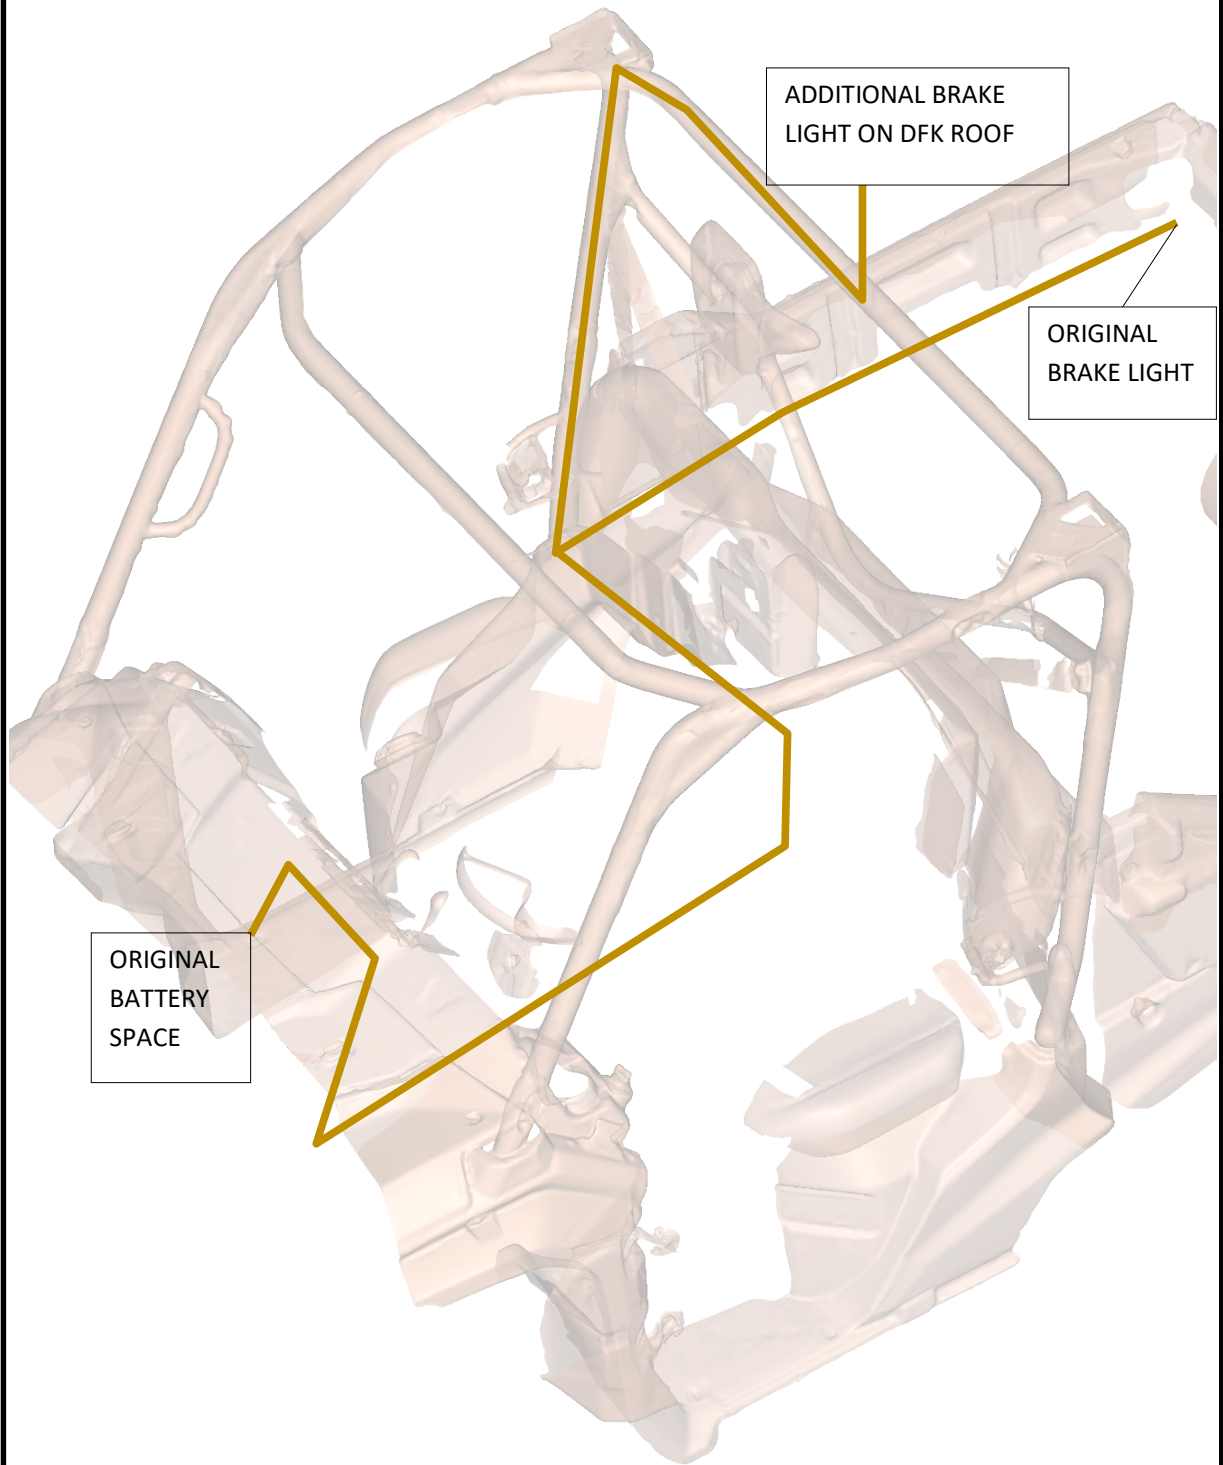 ADDITIONAL BRAKE
LIGHT ON DFK ROOF
ORIGINAL
BRAKE LIGHT
ORIGINAL
BATTERY
SPACE